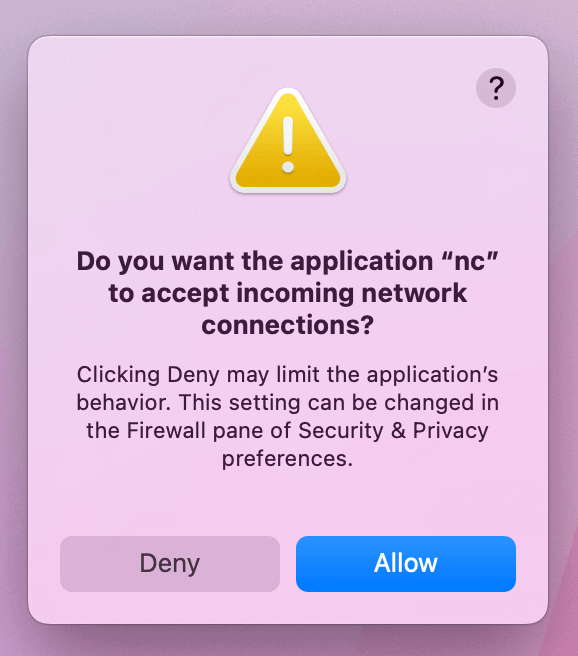 ?
Do you want the application “nc”
to accept incoming network
connections?
Clicking Deny may limit the application’s
behavior. This setting can be changed in
the Firewall pane of Security & Privacy
preferences.
Deny
Allow